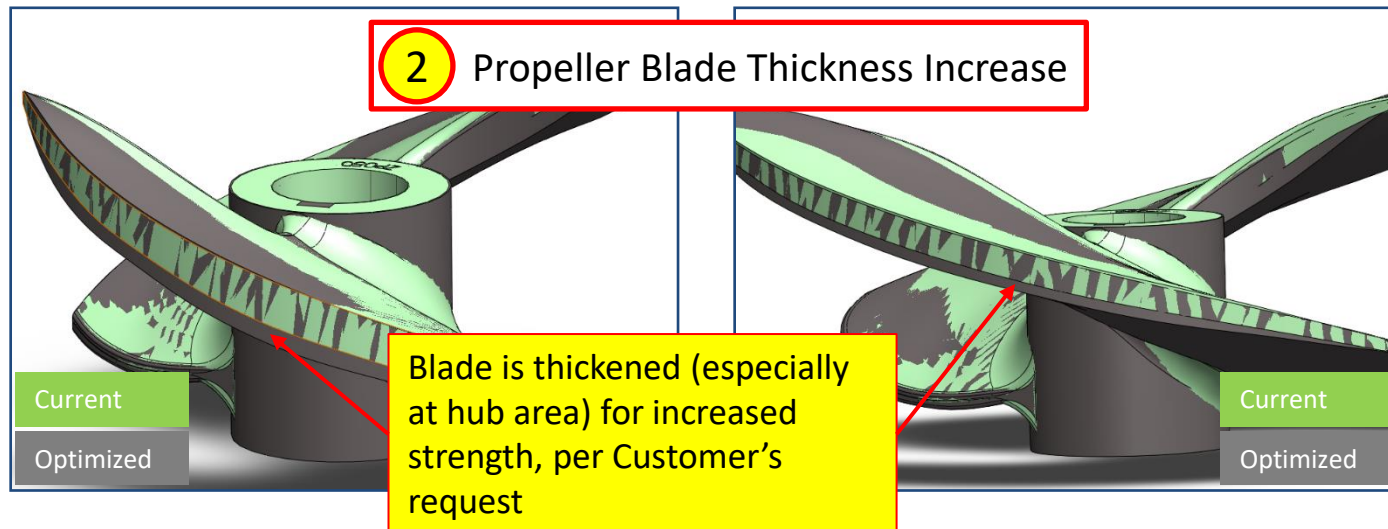 2 Propeller Blade Thickness Increase
ZP050
Blade is thickened (especially
at hub area) for increased
strength, per Customer's
request
Current
Optimized
Current
Optimized